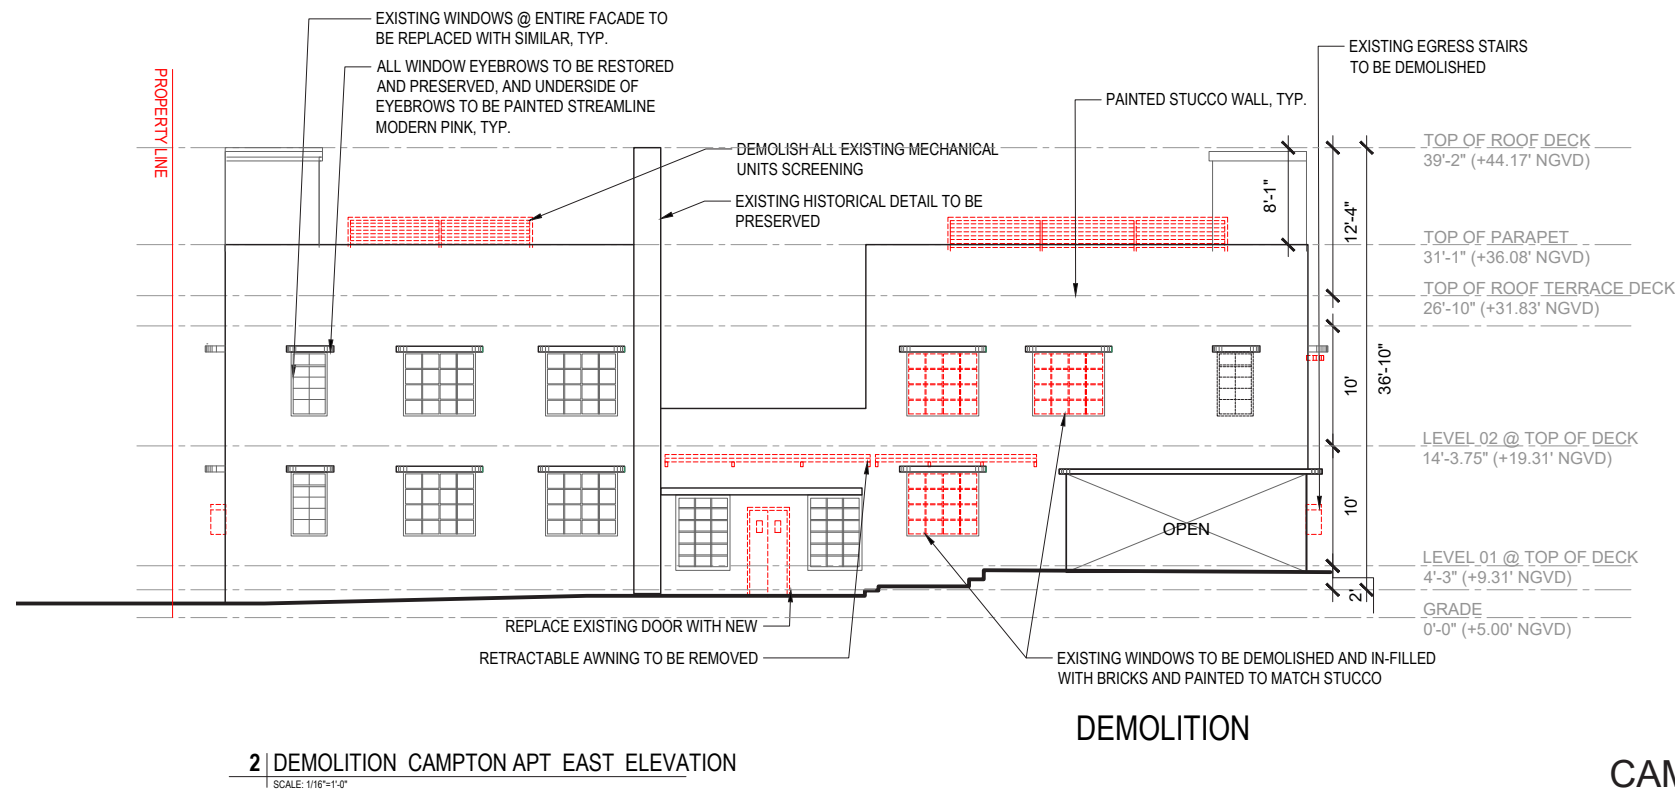 EXISTING WINDOWS @ ENTIRE FACADE TO
BE REPLACED WITH SIMILAR, TYP.
ALL WINDOW EYEBROWS TO BE RESTORED
AND PRESERVED, AND UNDERSIDE OF
EYEBROWS TO BE PAINTED STREAMLINE
MODERN PINK, TYP.
PROPERTY LINE
DEMOLISH ALL EXISTING MECHANICAL
UNITS SCREENING
EXISTING HISTORICAL DETAIL TO BE
PRESERVED
PAINTED STUCCO WALL, TYP.
EXISTING EGRESS STAIRS
TO BE DEMOLISHED
TOP OF ROOF DECK
39'-2" (+44.17' NGVD)
8'-1"
12'-4"
TOP OF PARAPET
31'-1" (+36.08' NGVD)
TOP OF ROOF TERRACE DECK
26'-10" (+31.83' NGVD)
10'
36'-10"
LEVEL 02 @ TOP OF DECK
14'-3.75" (+19.31' NGVD)
10'
OPEN
LEVEL 01 @ TOP OF DECK
4'-3" (+9.31' NGVD)
2'
GRADE
0'-0" (+5.00' NGVD)
REPLACE EXISTING DOOR WITH NEW
RETRACTABLE AWNING TO BE REMOVED
EXISTING WINDOWS TO BE DEMOLISHED AND IN-FILLED
WITH BRICKS AND PAINTED TO MATCH STUCCO
DEMOLITION
2 DEMOLITION CAMPTON APT EAST ELEVATION
SCALE: 1/16"=1'-0"
CAM